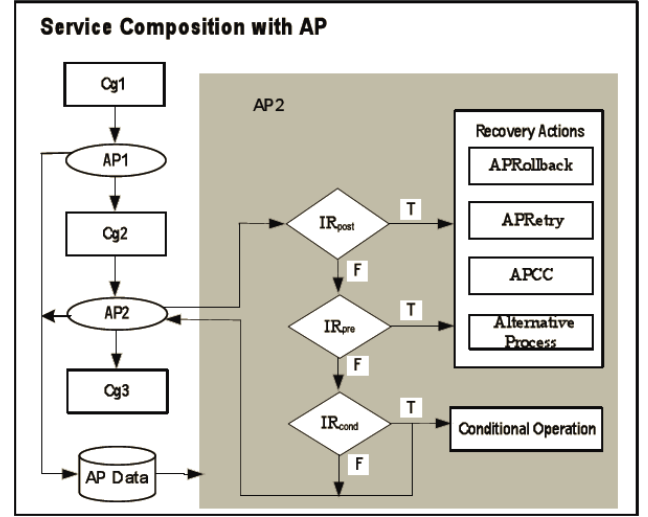 Service Composition with AP
Cg1
AP1
Cg2
AP2
Cg3
AP Data
AP2
IRpost
T
F
IRpre
T
F
IRcond
T
F
Recovery Actions
APRollback
APRetry
APCC
Alternative
Process
Conditional Operation